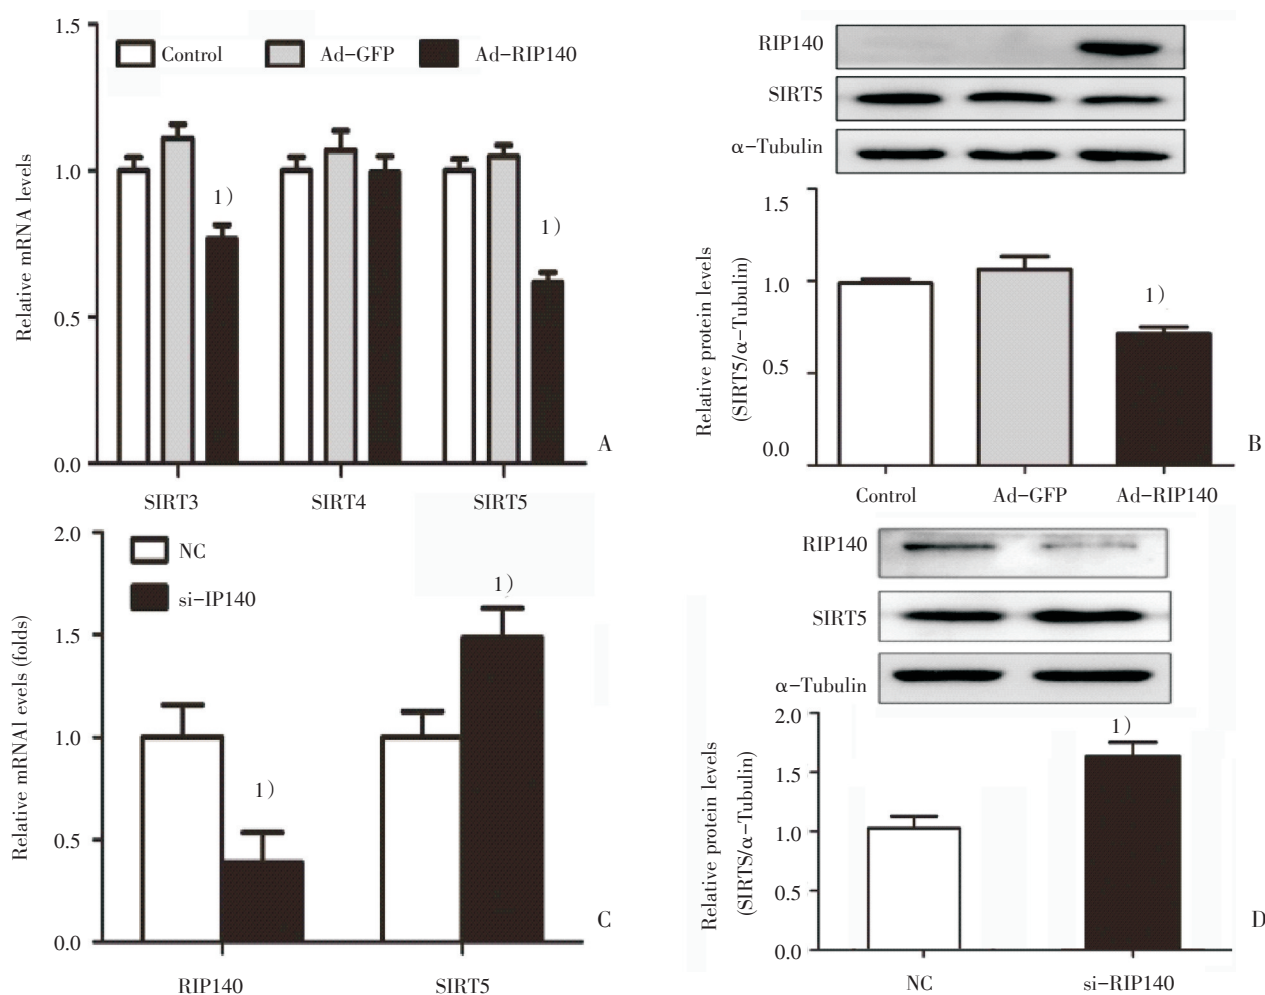 1.5
Control
Ad-GFP
Ad-RIP140
1.0
1)
1)
0.5
0.0
Relative mRNA levels
SIRT3
SIRT4
SIRT5
A
RIP140
SIRT5
α-Tubulin
1.5
1.0
0.5
0.0
1)
Relative protein levels
(SIRT5/α-Tubulin)
Control
Ad-GFP
Ad-RIP140
B
2.0
NC
si-IP140
1.5
1)
1.0
1)
0.5
0.0
Relative mRNA1 evels (folds)
RIP140
SIRT5
C
RIP140
SIRT5
α-Tubulin
2.0
1)
1.5
1.0
0.5
0.0
Relative protein levels
(SIRTS/α-Tubulin)
NC
si-RIP140
D